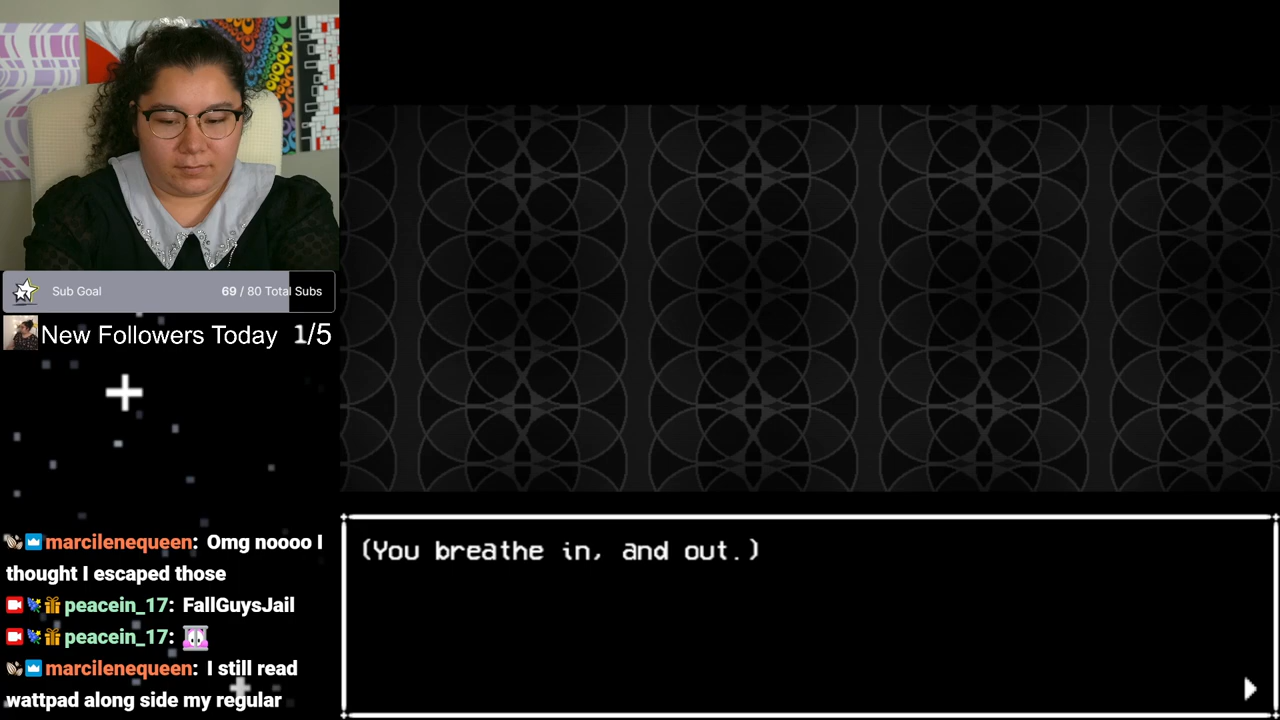 Sub Goal 69 / 80 Total Subs
New Followers Today 1/5
marcilenequeen: Omg noooo I
thought I escaped those
peacein_17: FallGuysJail
peacein_17:
marcilenequeen: I still read
wattpad along side my regular
(You breathe in, and out.)